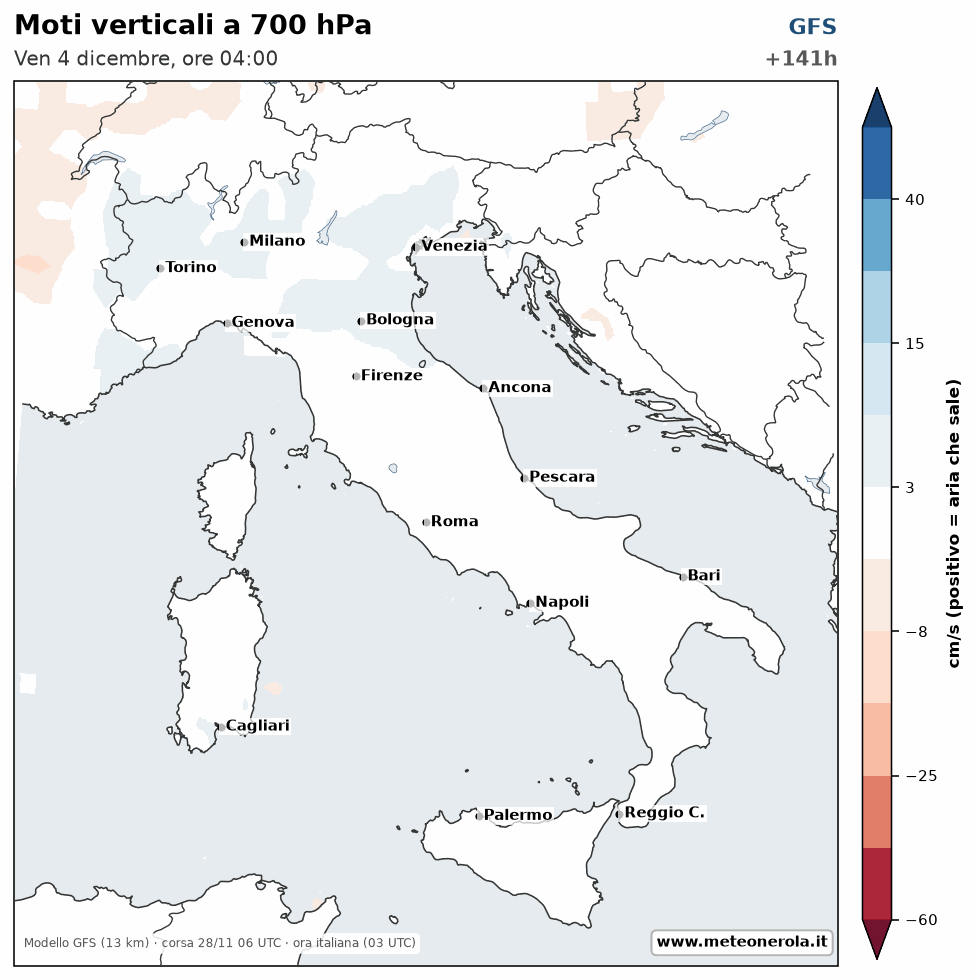 Moti verticali a 700 hPa
GFS
Ven 4 dicembre, ore 04:00
+141h
Milano
Venezia
Torino
Genova
Bologna
Firenze
Ancona
Pescara
Roma
Bari
Napoli
Cagliari
Palermo
Reggio C.
40
15
3
−8
−25
−60
cm/s (positivo = aria che sale)
Modello GFS (13 km) · corsa 28/11 06 UTC · ora italiana (03 UTC)
www.meteonerola.it